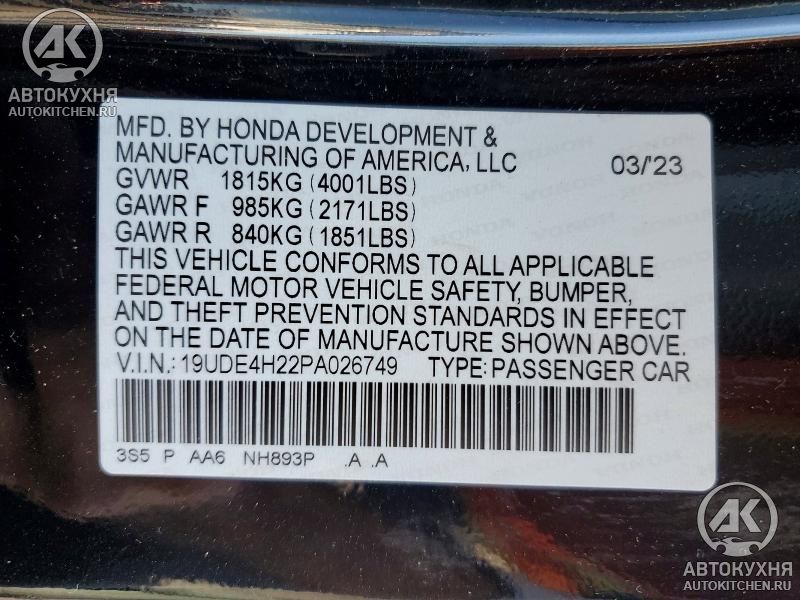 AK
АВТОКУХНЯ
AUTOKITCHEN.RU
MFD. BY HONDA DEVELOPMENT &
MANUFACTURING OF AMERICA, LLC 03/'23
GVWR 1815KG (4001LBS)
GAWR F 985KG (2171LBS)
GAWR R 840KG (1851LBS)
THIS VEHICLE CONFORMS TO ALL APPLICABLE
FEDERAL MOTOR VEHICLE SAFETY, BUMPER,
AND THEFT PREVENTION STANDARDS IN EFFECT
ON THE DATE OF MANUFACTURE SHOWN ABOVE.
V.I.N.: 19UDE4H22PA026749 TYPE: PASSENGER CAR
3S5 P AA6 NH893P .A .A
AK
АВТОКУХНЯ
AUTOKITCHEN.RU